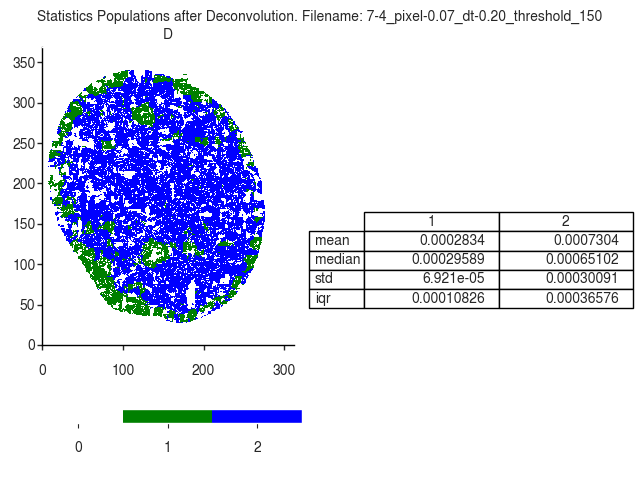 Statistics Populations after Deconvolution. Filename: 7-4_pixel-0.07_dt-0.20_threshold_150
D
350
300
250
200
150
100
50
0
0 100 200 300
0 1 2
1 2
mean 0.0002834 0.0007304
median 0.00029589 0.00065102
std 6.921e-05 0.00030091
iqr 0.00010826 0.00036576